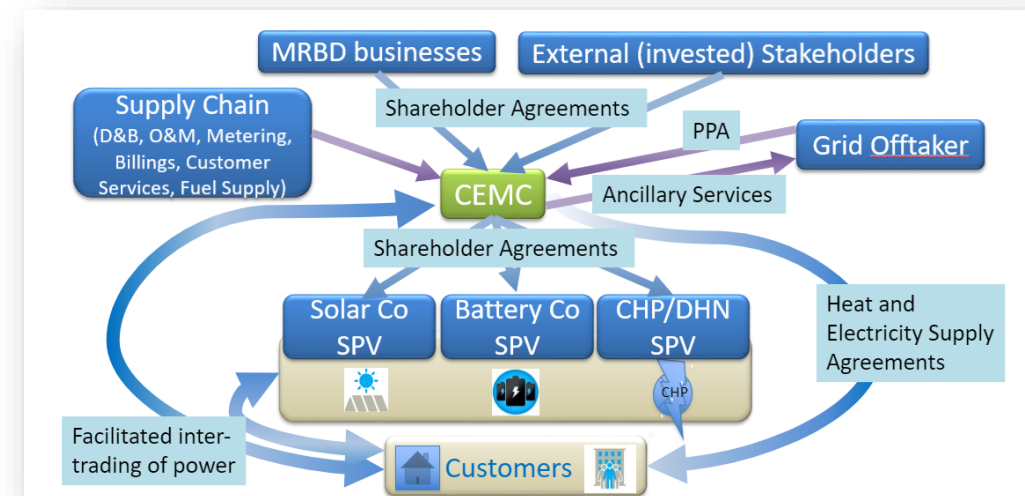 MRBD businesses
External (invested) Stakeholders
Supply Chain
(D&B, O&M, Metering,
Billings, Customer
Services, Fuel Supply)
Shareholder Agreements
PPA
Grid Offtaker
CEMC
Ancillary Services
Shareholder Agreements
Solar Co
SPV
Battery Co
SPV
CHP/DHN
SPV
Heat and
Electricity Supply
Agreements
CHP
Facilitated inter-
trading of power
Customers